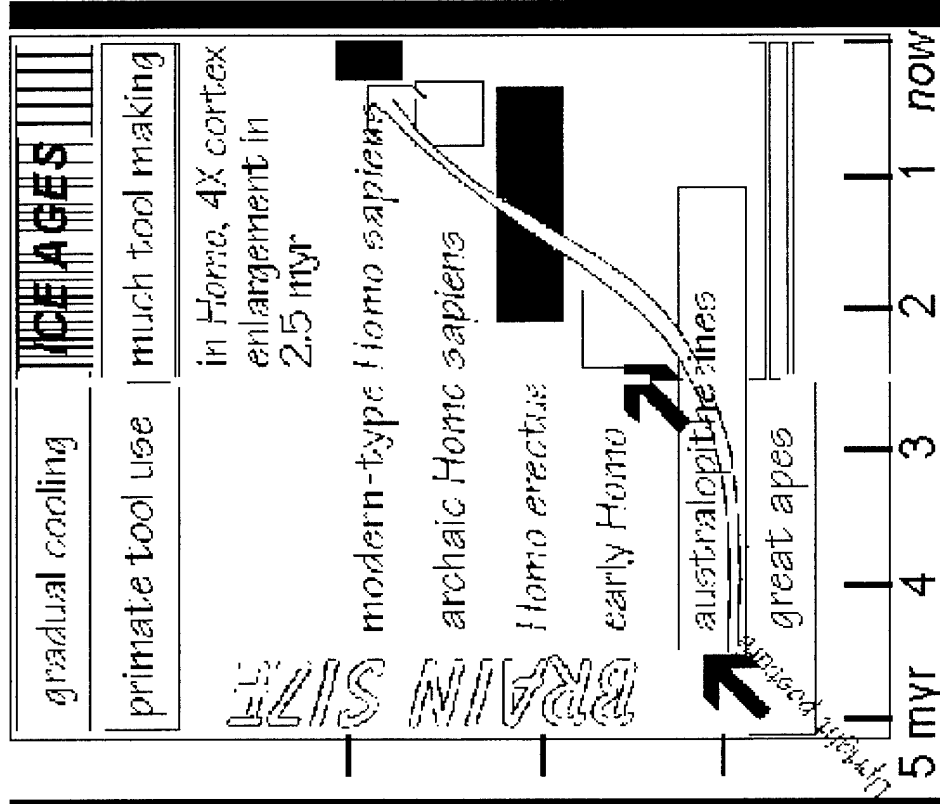 ICE AGES
gradual cooling
much tool making
primate tool use
in Homo, 4X cortex
enlargement in
2.5 myr
BRAIN SIZE
modern-type Homo sapiens
archaic Homo sapiens
Homo erectus
early Homo
australopithecines
great apes
Upright posture
5 myr 4 3 2 1 now